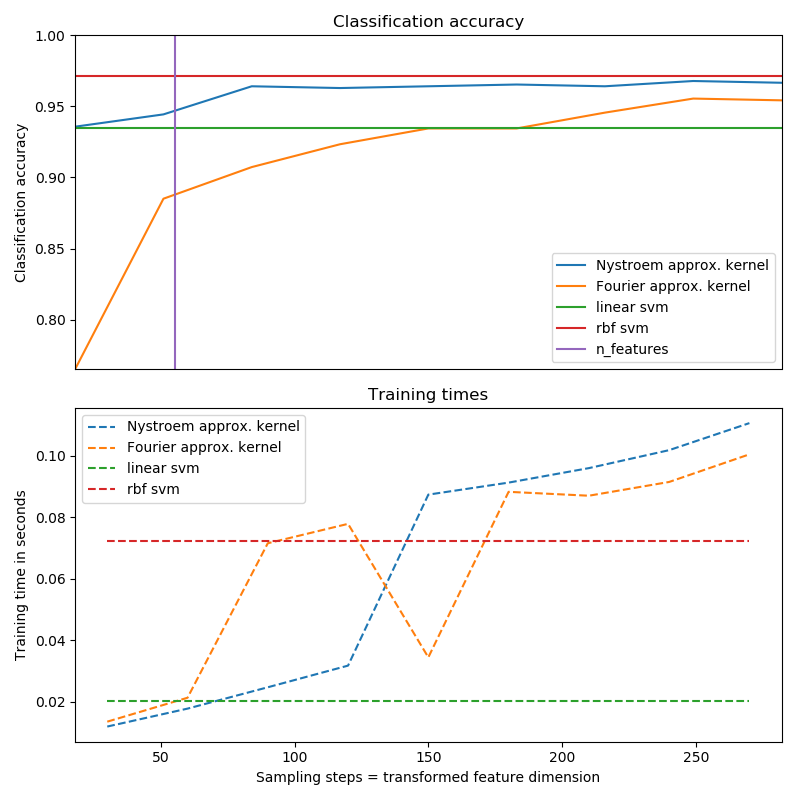 Classification accuracy
1.00
0.95
0.90
0.85
0.80
Classification accuracy
Nystroem approx. kernel
Fourier approx. kernel
linear svm
rbf svm
n_features
Training times
Nystroem approx. kernel
Fourier approx. kernel
linear svm
rbf svm
0.10
0.08
0.06
0.04
0.02
Training time in seconds
50
100
150
200
250
Sampling steps = transformed feature dimension